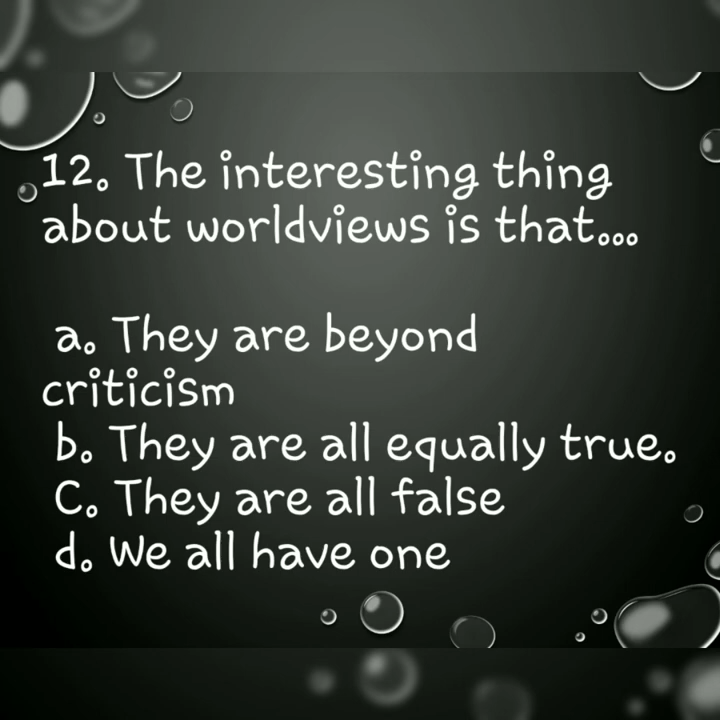 12. The interesting thing
about worldviews is that...
a. They are beyond
criticism
b. They are all equally true.
C. They are all false
d. We all have one